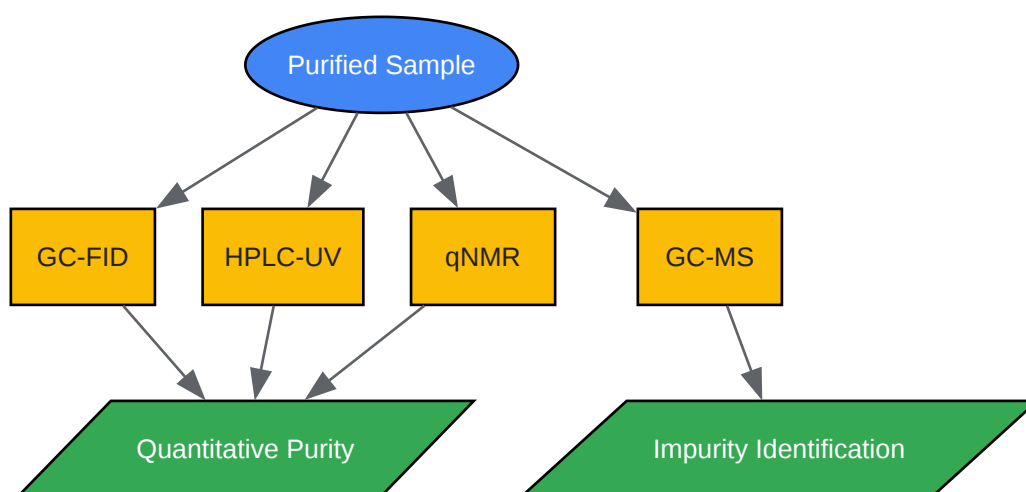 Purified Sample
GC-FID
HPLC-UV
qNMR
GC-MS
Quantitative Purity
Impurity Identification